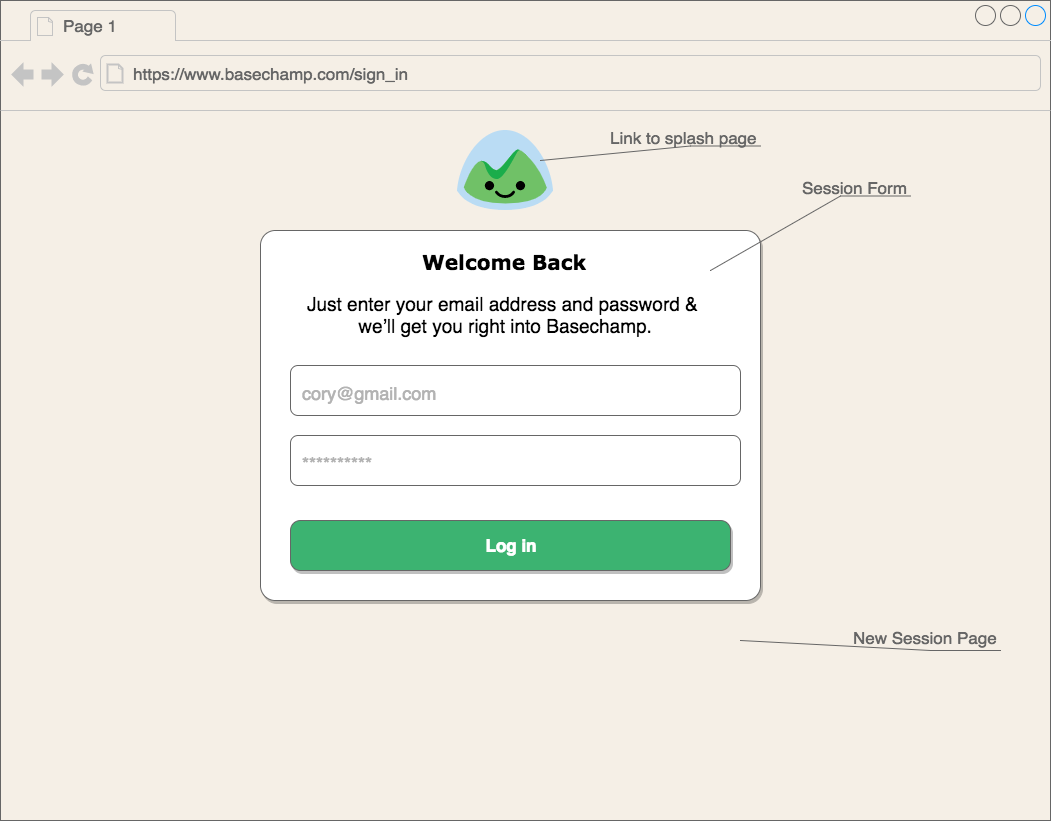 Page 1
https://www.basechamp.com/sign_in
Link to splash page
Session Form
Welcome Back
Just enter your email address and password &
we’ll get you right into Basechamp.
cory@gmail.com
**********
Log in
New Session Page